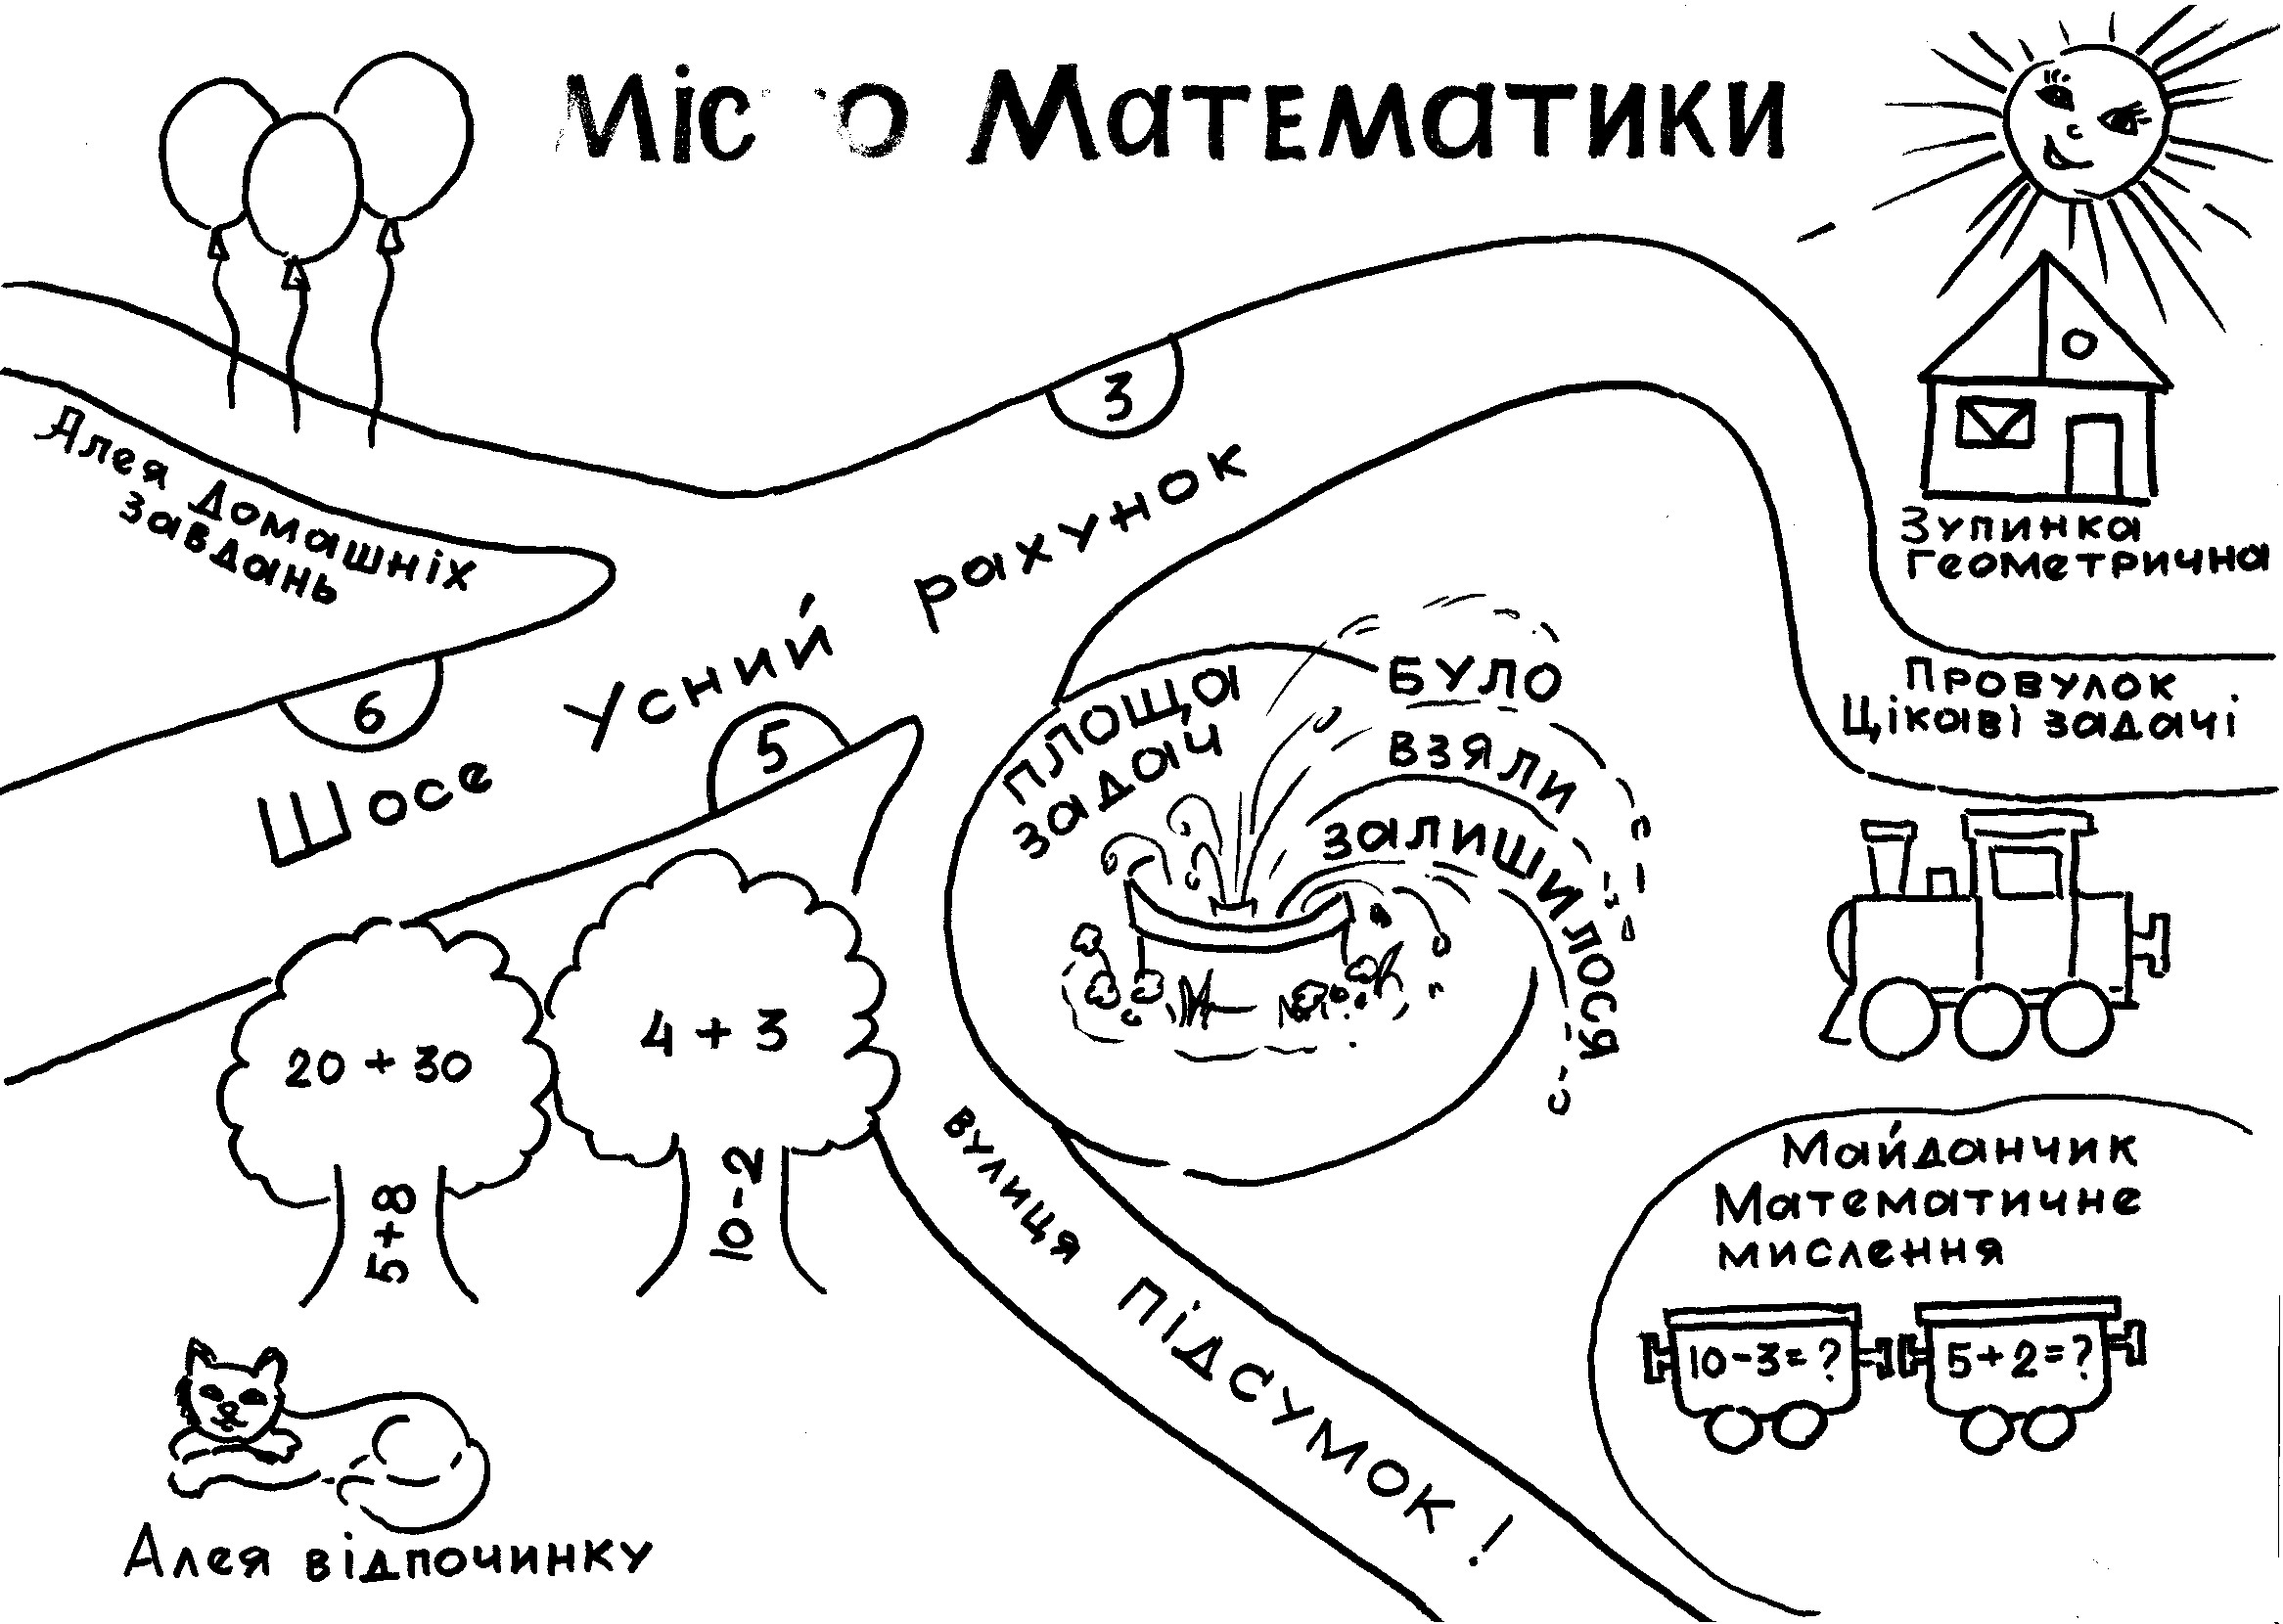 Місто Математики
3
Алея Домашніх
завдань
Шосе Усний рахунок
6
5
Зупинка
Геометрична
Провулок
Цікаві задачі
Площа
задач
Було
взяли
залишилося
20 + 30
4 + 3
5+8
10-2
вулиця Підсумок!
Майданчик
Математичне
мислення
10-3=?
5+2=?
Алея відпочинку